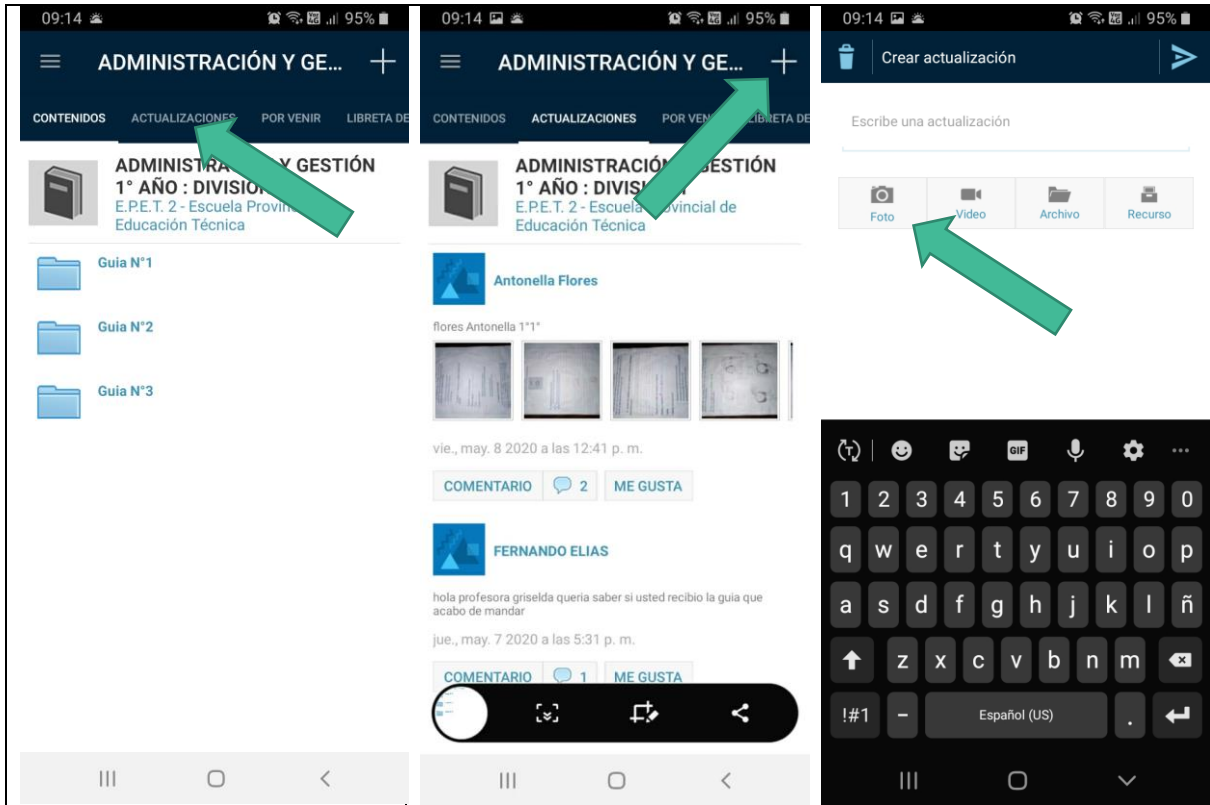 09:14 95%
ADMINISTRACIÓN Y GE...
CONTENIDOS ACTUALIZACIONES POR VENIR LIBRETA DE
ADMINISTRA Y GESTIÓN
1° AÑO : DIVISIO
E.P.E.T. 2 - Escuela Provin
Educación Técnica
Guia N°1
Guia N°2
Guia N°3
09:14 95%
ADMINISTRACIÓN Y GE...
CONTENIDOS ACTUALIZACIONES POR VEN LIBRETA DE
ADMINISTRACIÓN GESTIÓN
1° AÑO : DIVIS
E.P.E.T. 2 - Escuela Provincial de
Educación Técnica
Antonella Flores
flores Antonella 1°1°
vie., may. 8 2020 a las 12:41 p. m.
COMENTARIO 2 ME GUSTA
FERNANDO ELIAS
hola profesora griselda queria saber si usted recibio la guia que
acabo de mandar
jue., may. 7 2020 a las 5:31 p. m.
COMENTARIO 1 ME GUSTA
09:14 95%
Crear actualización
Escribe una actualización
Foto Video Archivo Recurso
GIF
1 2 3 4 5 6 7 8 9 0
q w e r t y u i o p
a s d f g h j k l ñ
z x c v b n m
!#1 - Español (US) .